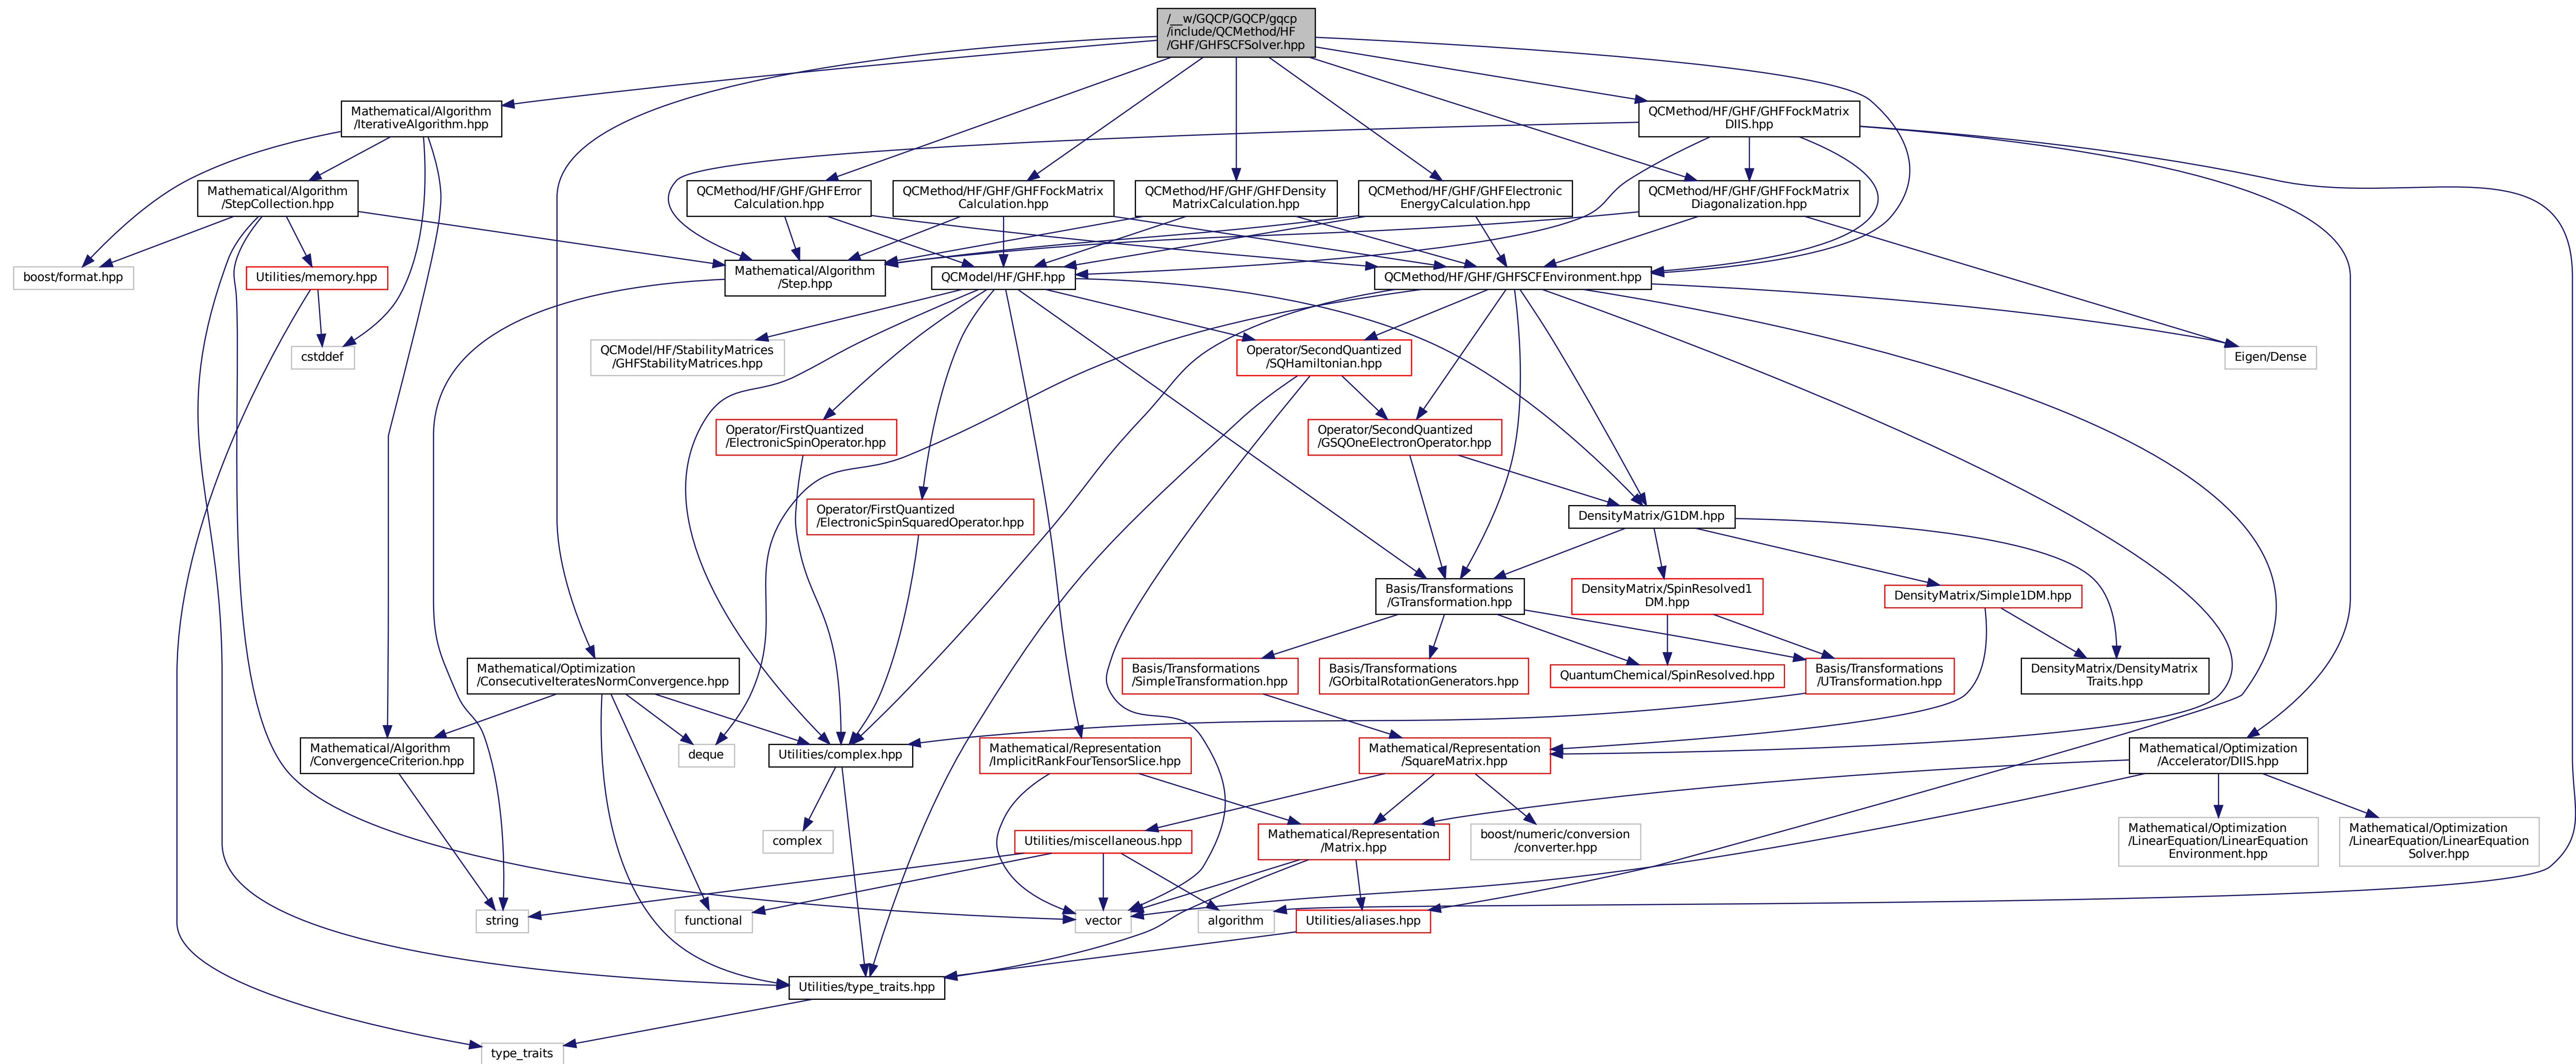 /__w/GQCP/GQCP/gqcp
/include/QCMethod/HF
/GHF/GHFSCFSolver.hpp
Mathematical/Algorithm
/IterativeAlgorithm.hpp
QCMethod/HF/GHF/GHFFockMatrix
DIIS.hpp
Mathematical/Algorithm
/StepCollection.hpp
QCMethod/HF/GHF/GHFError
Calculation.hpp
QCMethod/HF/GHF/GHFFockMatrix
Calculation.hpp
QCMethod/HF/GHF/GHFDensity
MatrixCalculation.hpp
QCMethod/HF/GHF/GHFElectronic
EnergyCalculation.hpp
QCMethod/HF/GHF/GHFFockMatrix
Diagonalization.hpp
boost/format.hpp
Utilities/memory.hpp
Mathematical/Algorithm
/Step.hpp
QCModel/HF/GHF.hpp
QCMethod/HF/GHF/GHFSCFEnvironment.hpp
cstddef
QCModel/HF/StabilityMatrices
/GHFStabilityMatrices.hpp
Operator/SecondQuantized
/SQHamiltonian.hpp
Eigen/Dense
Operator/FirstQuantized
/ElectronicSpinOperator.hpp
Operator/SecondQuantized
/GSQOneElectronOperator.hpp
Operator/FirstQuantized
/ElectronicSpinSquaredOperator.hpp
DensityMatrix/G1DM.hpp
Basis/Transformations
/GTransformation.hpp
DensityMatrix/SpinResolved1
DM.hpp
DensityMatrix/Simple1DM.hpp
Mathematical/Optimization
/ConsecutiveIteratesNormConvergence.hpp
Basis/Transformations
/SimpleTransformation.hpp
Basis/Transformations
/GOrbitalRotationGenerators.hpp
QuantumChemical/SpinResolved.hpp
Basis/Transformations
/UTransformation.hpp
DensityMatrix/DensityMatrix
Traits.hpp
Mathematical/Algorithm
/ConvergenceCriterion.hpp
deque
Utilities/complex.hpp
Mathematical/Representation
/ImplicitRankFourTensorSlice.hpp
Mathematical/Representation
/SquareMatrix.hpp
Mathematical/Optimization
/Accelerator/DIIS.hpp
complex
Utilities/miscellaneous.hpp
Mathematical/Representation
/Matrix.hpp
boost/numeric/conversion
/converter.hpp
Mathematical/Optimization
/LinearEquation/LinearEquation
Environment.hpp
Mathematical/Optimization
/LinearEquation/LinearEquation
Solver.hpp
string
functional
vector
algorithm
Utilities/aliases.hpp
Utilities/type_traits.hpp
type_traits